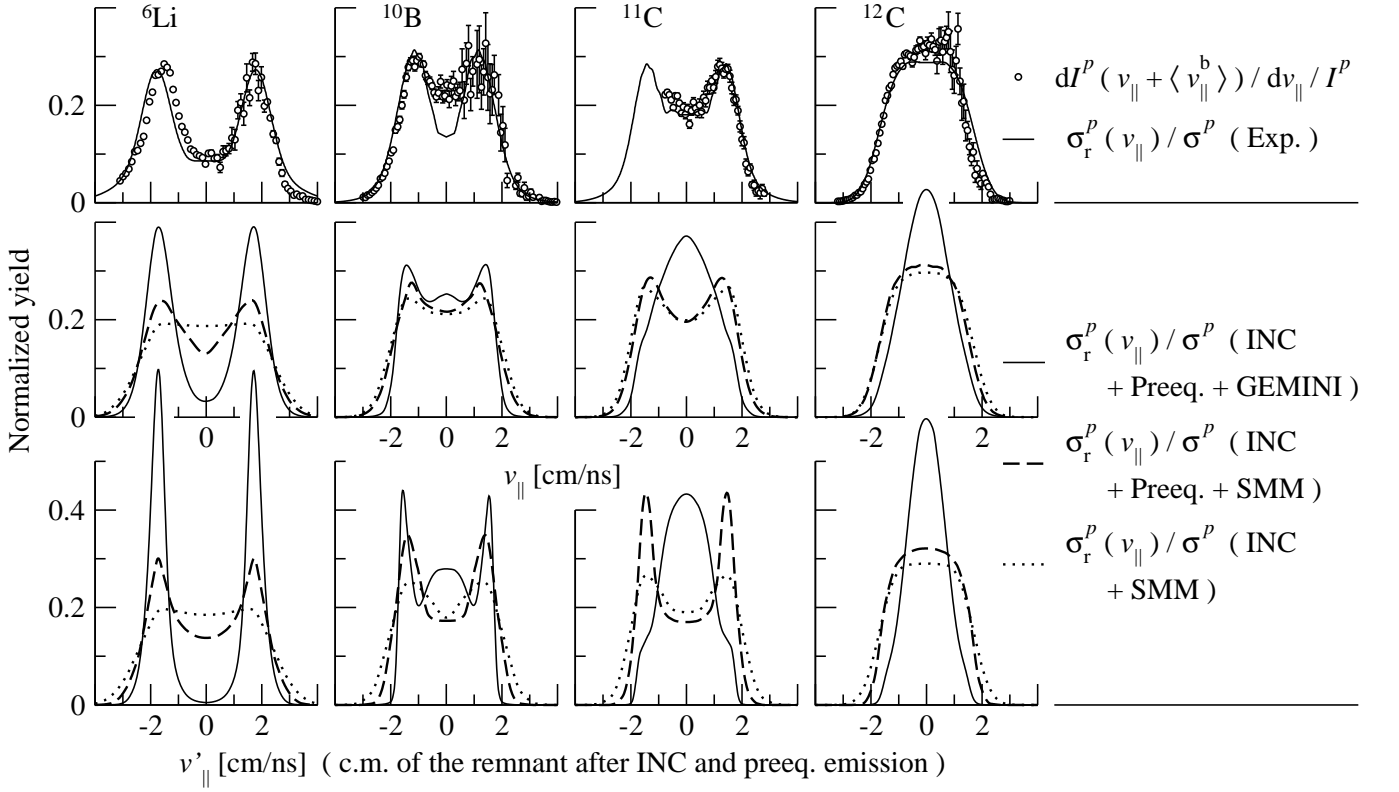 ⁶Li
¹⁰B
¹¹C
¹²C
0.2
0
dIᵖ ( v∥ + ⟨ v∥ᵇ ⟩ ) / dv∥ / Iᵖ
σᵣᵖ ( v∥ ) / σᵖ ( Exp. )
Normalized yield
0.2
0
0
2
-2
0
2
-2
0
2
-2
0
2
v∥ [cm/ns]
σᵣᵖ ( v∥ ) / σᵖ ( INC
+ Preeq. + GEMINI )
σᵣᵖ ( v∥ ) / σᵖ ( INC
+ Preeq. + SMM )
σᵣᵖ ( v∥ ) / σᵖ ( INC
+ SMM )
0.4
0.2
0
-2
0
2
-2
0
2
-2
0
2
-2
0
2
v'∥ [cm/ns] ( c.m. of the remnant after INC and preeq. emission )